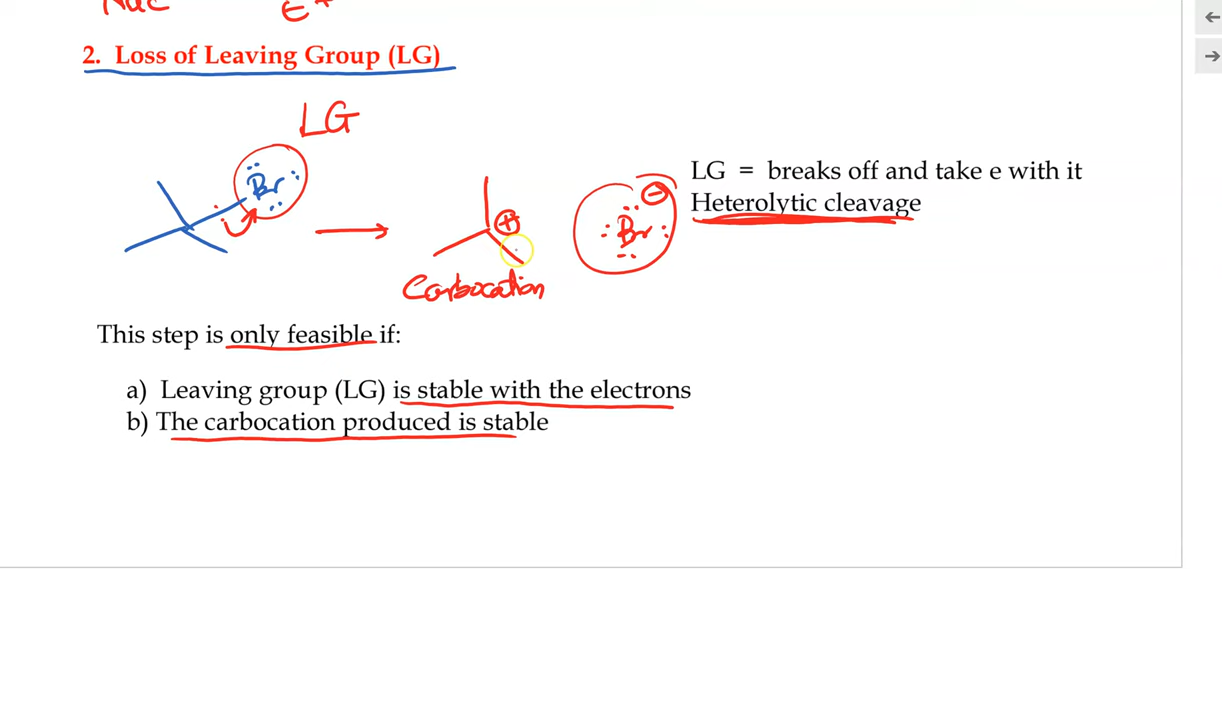 Nuc E+
2. Loss of Leaving Group (LG)
LG
Br
Br
LG = breaks off and take e with it
Heterolytic cleavage
Carbocation
This step is only feasible if:
a) Leaving group (LG) is stable with the electrons
b) The carbocation produced is stable